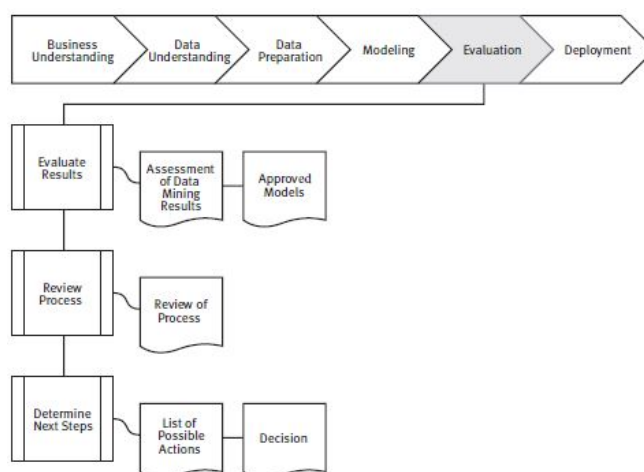 Business
Understanding
Data
Understanding
Data
Preparation
Modeling
Evaluation
Deployment
Evaluate
Results
Assessment
of Data
Mining
Results
Approved
Models
Review
Process
Review of
Process
Determine
Next Steps
List of
Possible
Actions
Decision